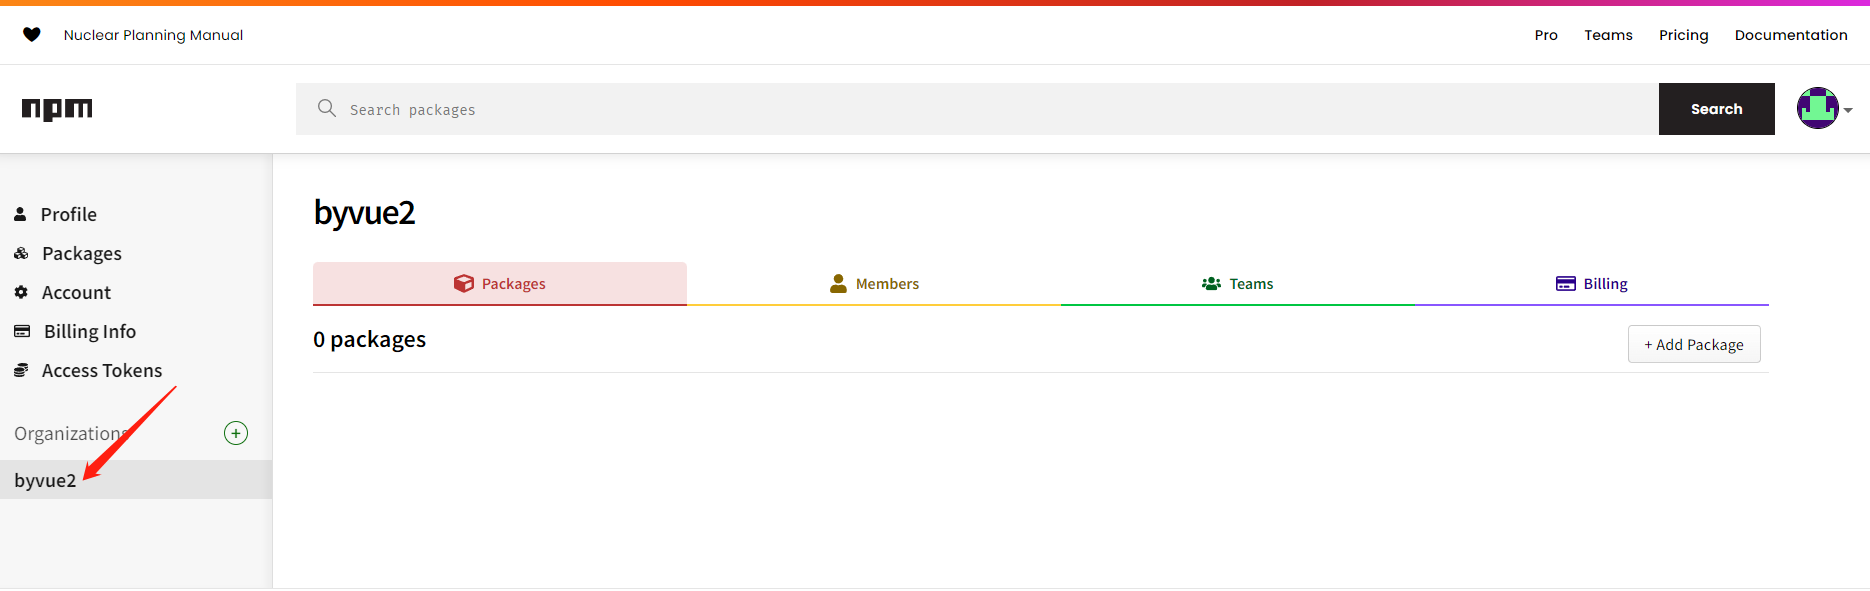 Nuclear Planning Manual
Pro Teams Pricing Documentation
npm
Search packages
Search
Profile
Packages
Account
Billing Info
Access Tokens
Organizations
byvue2
byvue2
Packages
Members
Teams
Billing
0 packages
+ Add Package